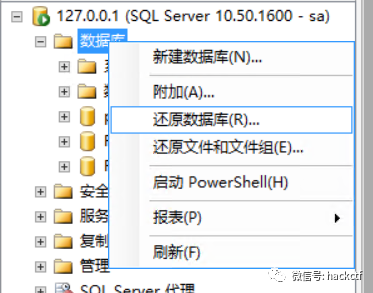 127.0.0.1 (SQL Server 10.50.1600 - sa)
数据库
新建数据库(N)...
附加(A)...
还原数据库(R)...
还原文件和文件组(E)...
启动 PowerShell(H)
报表(P)
刷新(F)
安全
服务
复制
管理
SQL Server 代理
微信号: hackctf